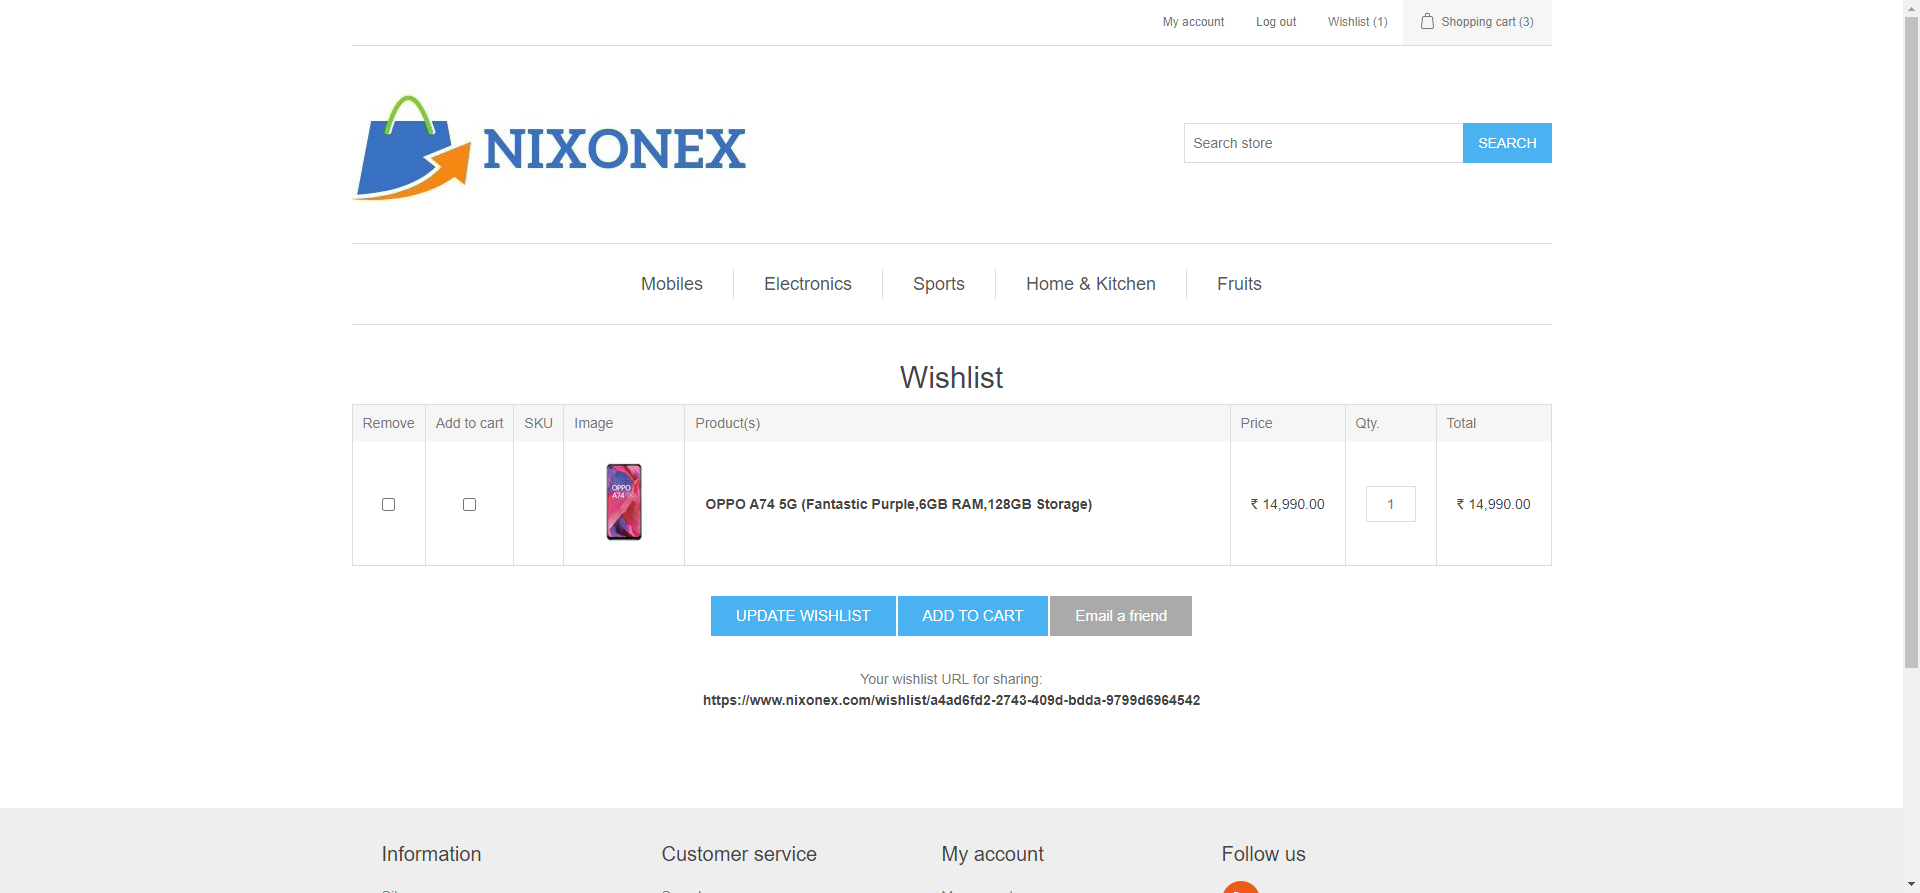 My account Log out Wishlist (1) Shopping cart (3)
NIXONEX
Search store SEARCH
Mobiles Electronics Sports Home & Kitchen Fruits
Wishlist
Remove Add to cart SKU Image Product(s) Price Qty. Total
OPPO
A74
OPPO A74 5G (Fantastic Purple,6GB RAM,128GB Storage) ₹ 14,990.00 1 ₹ 14,990.00
UPDATE WISHLIST ADD TO CART Email a friend
Your wishlist URL for sharing:
https://www.nixonex.com/wishlist/a4ad6fd2-2743-409d-bdda-9799d6964542
Information Customer service My account Follow us